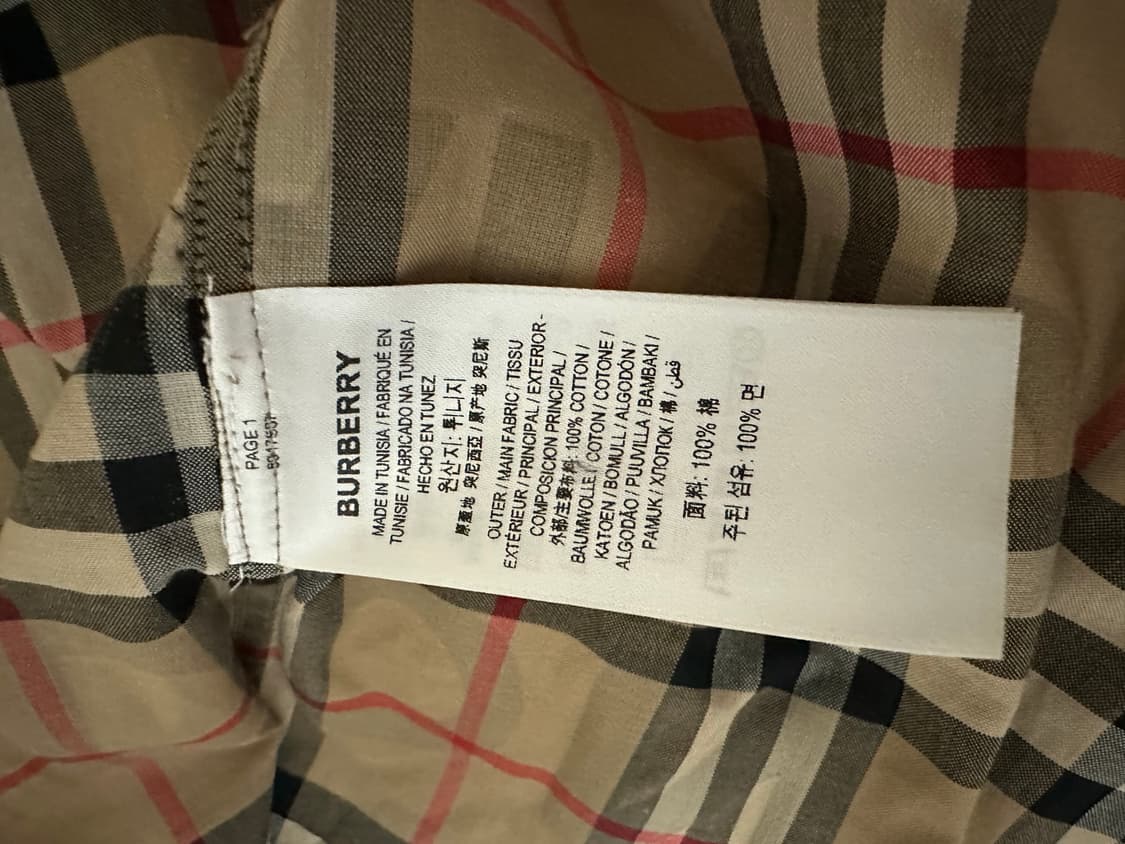 PAGE 1
BURBERRY
MADE IN TUNISIA / FABRIQUÉ EN
TUNISIE / FABRICADO NA TUNISIA /
HECHO EN TUNEZ
원산지: 튀니지
原產地 突尼西亞 / 原产地 突尼斯
OUTER / MAIN FABRIC / TISSU
EXTÉRIEUR / PRINCIPAL / EXTERIOR -
COMPOSICION PRINCIPAL /
外部/主要布料: 100% COTTON /
BAUMWOLLE / COTON / COTONE /
KATOEN / BOMULL / ALGODÓN /
ALGODÃO / PUUVILLA / BAMBAKI /
PAMUK / ХЛОПОК / 棉 / قطن
面料: 100% 棉
주된 섬유: 100% 면